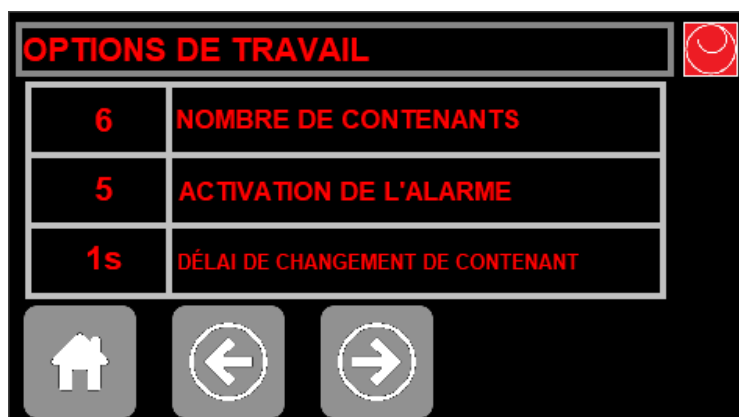 OPTIONS DE TRAVAIL
6 NOMBRE DE CONTENANTS
5 ACTIVATION DE L'ALARME
1s DÉLAI DE CHANGEMENT DE CONTENANT